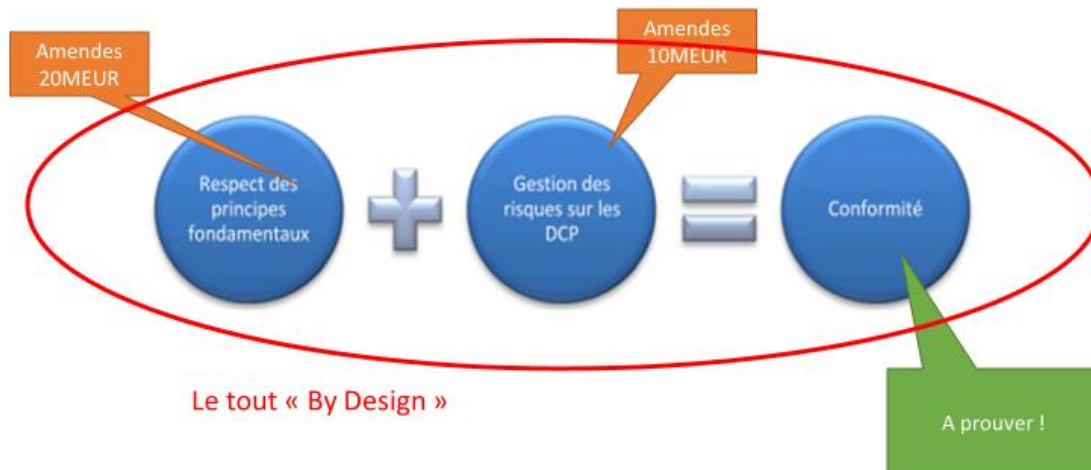 Amendes
20MEUR
Amendes
10MEUR
Respect des
principes
fondamentaux
Gestion des
risques sur les
DCP
Conformité
Le tout « By Design »
A prouver !